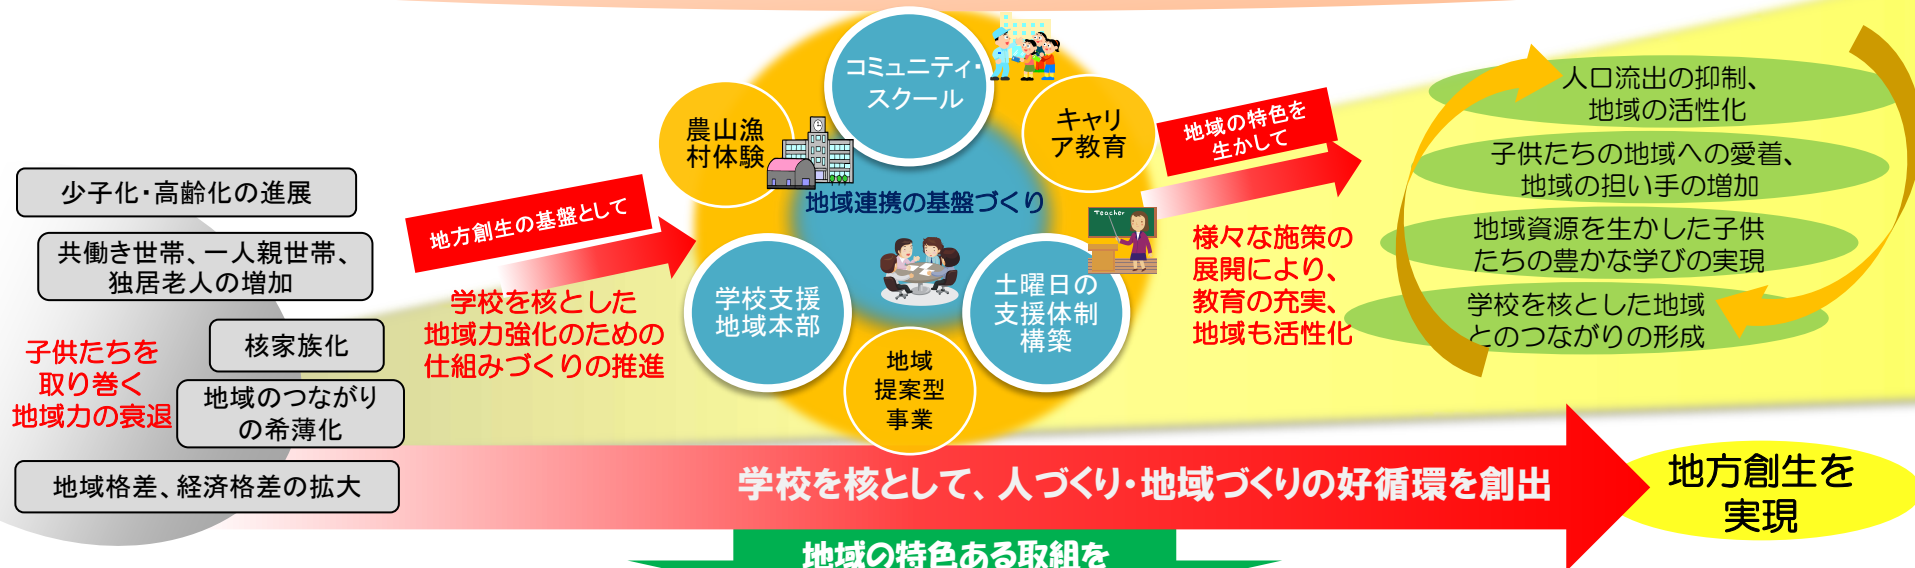 少子化・高齢化の進展
共働き世帯、一人親世帯、
独居老人の増加
核家族化
子供たちを
取り巻く
地域力の衰退
地域のつながり
の希薄化
地域格差、経済格差の拡大
地方創生の基盤として
学校を核とした
地域力強化のための
仕組みづくりの推進
コミュニティ・
スクール
農山漁
村体験
キャリ
ア教育
地域連携の基盤づくり
Teacher
学校支援
地域本部
土曜日の
支援体制
構築
地域
提案型
事業
地域の特色を
生かして
様々な施策の
展開により、
教育の充実、
地域も活性化
人口流出の抑制、
地域の活性化
子供たちの地域への愛着、
地域の担い手の増加
地域資源を生かした子供
たちの豊かな学びの実現
学校を核とした地域
とのつながりの形成
学校を核として、人づくり・地域づくりの好循環を創出
地方創生を
実現
地域の特色ある取組を